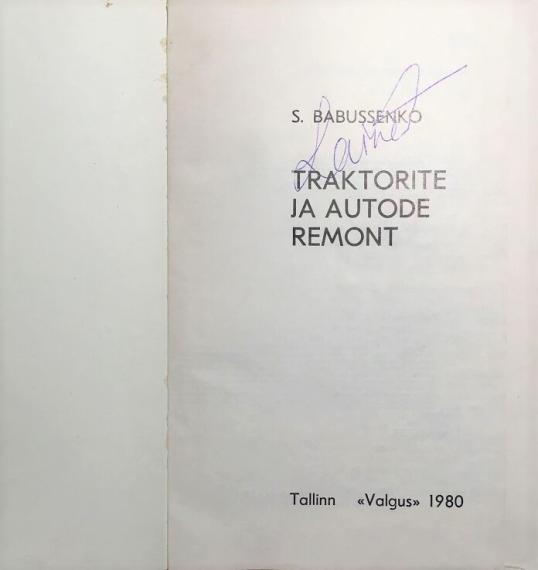 S. BABUSSENKO
TRAKTORITE
JA AUTODE
REMONT
Tallinn «Valgus» 1980